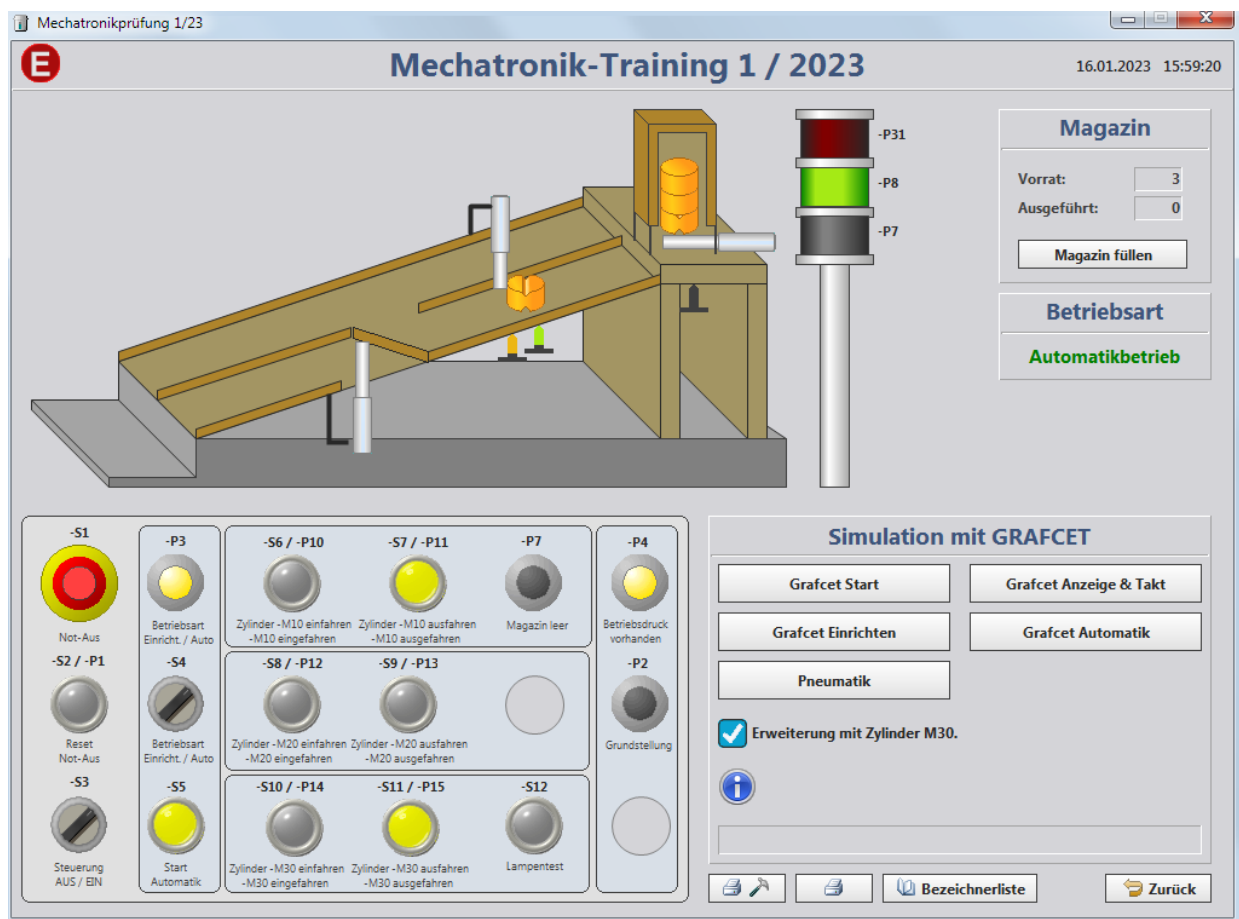 Mechatronikprüfung 1/23
E
Mechatronik-Training 1 / 2023
16.01.2023 15:59:20
-P31
-P8
-P7
Magazin
Vorrat: 3
Ausgeführt: 0
Magazin füllen
Betriebsart
Automatikbetrieb
-S1
Not-Aus
-S2 / -P1
Reset
Not-Aus
-S3
Steuerung
AUS / EIN
-P3
Betriebsart
Einricht. / Auto
-S4
Betriebsart
Einricht. / Auto
-S5
Start
Automatik
-S6 / -P10
Zylinder -M10 einfahren
-M10 eingefahren
-S7 / -P11
Zylinder -M10 ausfahren
-M10 ausgefahren
-P7
Magazin leer
-S8 / -P12
Zylinder -M20 einfahren
-M20 eingefahren
-S9 / -P13
Zylinder -M20 ausfahren
-M20 ausgefahren
-S10 / -P14
Zylinder -M30 einfahren
-M30 eingefahren
-S11 / -P15
Zylinder -M30 ausfahren
-M30 ausgefahren
-S12
Lampentest
-P4
Betriebsdruck
vorhanden
-P2
Grundstellung
Simulation mit GRAFCET
Grafcet Start
Grafcet Anzeige & Takt
Grafcet Einrichten
Grafcet Automatik
Pneumatik
Erweiterung mit Zylinder M30.
Bezeichnerliste
Zurück